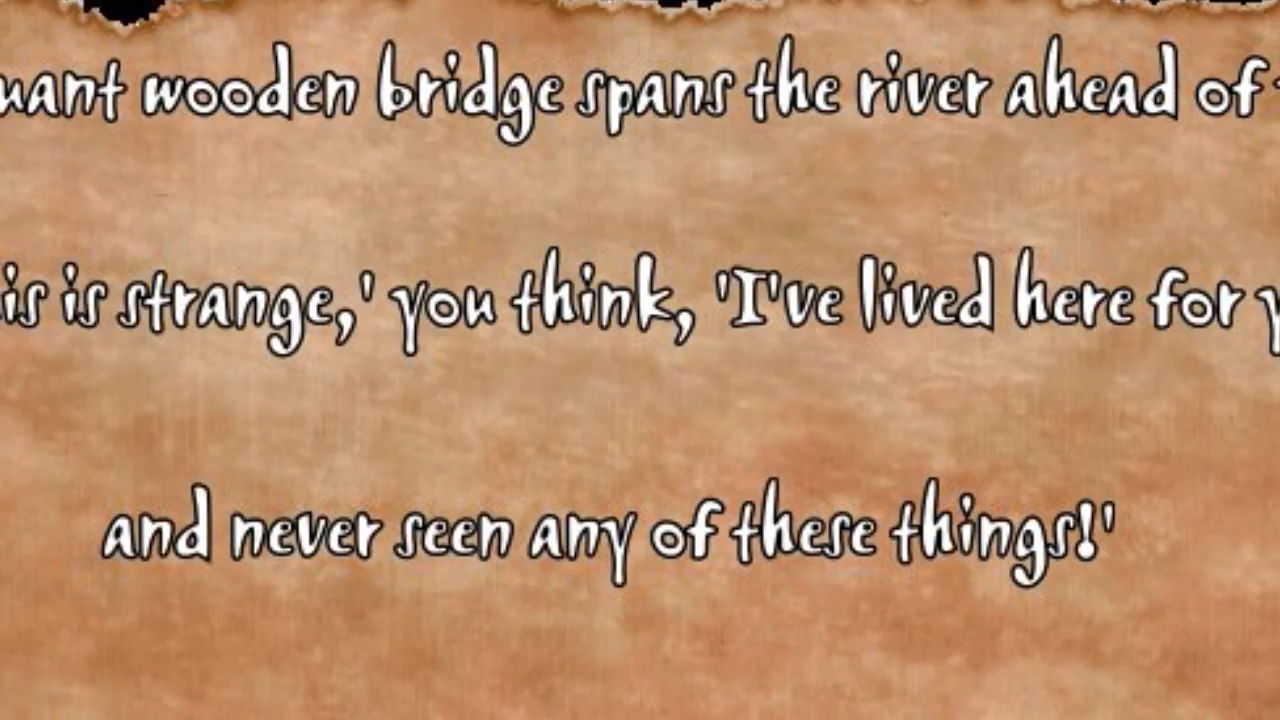 uant wooden bridge spans the river ahead of
is is strange,' you think, 'I've lived here for
and never seen any of these things!'